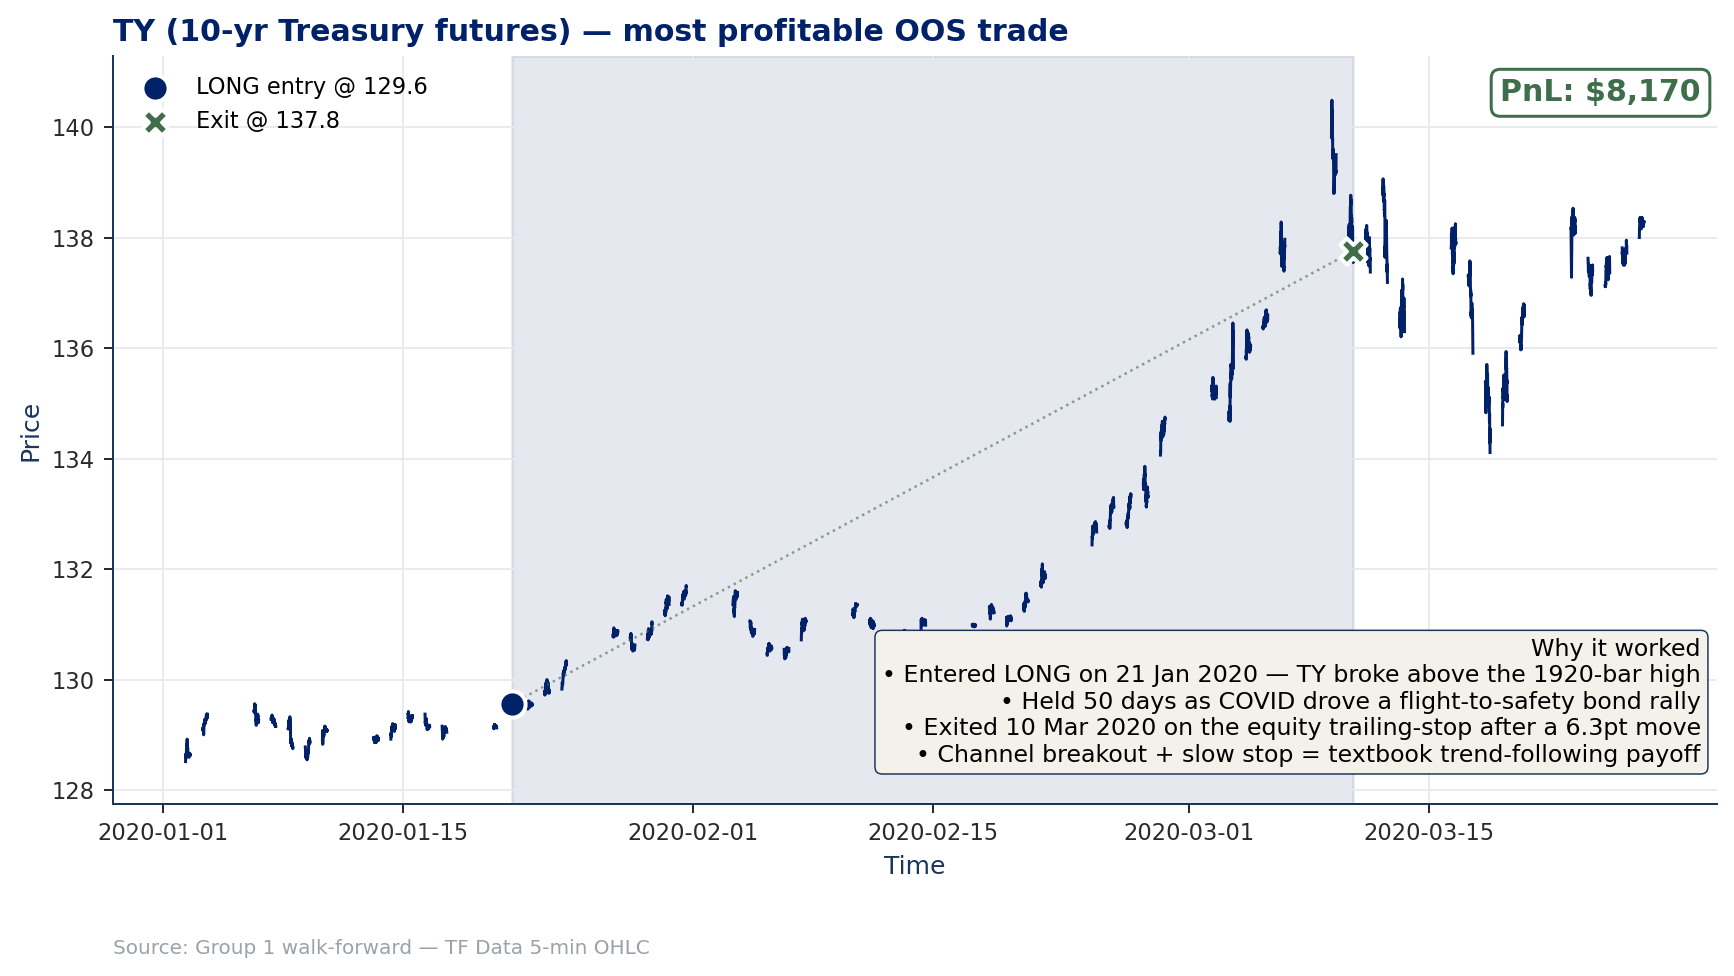 TY (10-yr Treasury futures) — most profitable OOS trade
LONG entry @ 129.6
Exit @ 137.8
PnL: $8,170
140
138
136
134
132
130
128
Price
Why it worked
• Entered LONG on 21 Jan 2020 — TY broke above the 1920-bar high
• Held 50 days as COVID drove a flight-to-safety bond rally
• Exited 10 Mar 2020 on the equity trailing-stop after a 6.3pt move
• Channel breakout + slow stop = textbook trend-following payoff
2020-01-01
2020-01-15
2020-02-01
2020-02-15
2020-03-01
2020-03-15
Time
Source: Group 1 walk-forward — TF Data 5-min OHLC